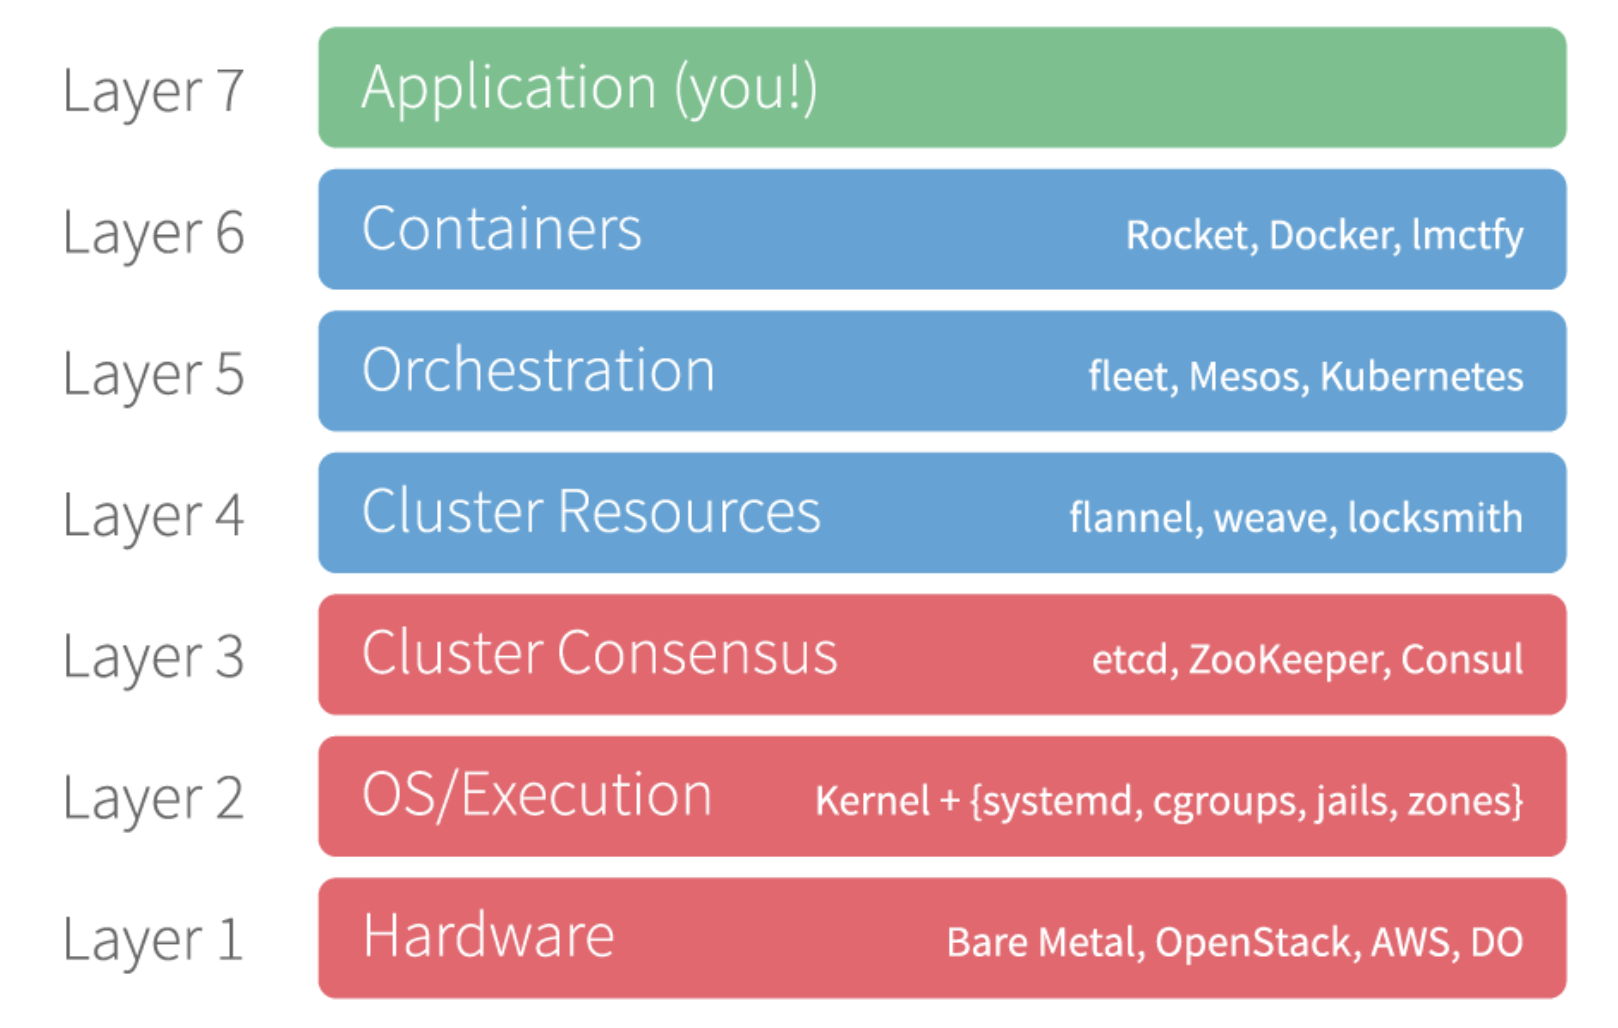 Layer 7 Application (you!)
Layer 6 Containers Rocket, Docker, lmctfy
Layer 5 Orchestration fleet, Mesos, Kubernetes
Layer 4 Cluster Resources flannel, weave, locksmith
Layer 3 Cluster Consensus etcd, ZooKeeper, Consul
Layer 2 OS/Execution Kernel + {systemd, cgroups, jails, zones}
Layer 1 Hardware Bare Metal, OpenStack, AWS, DO